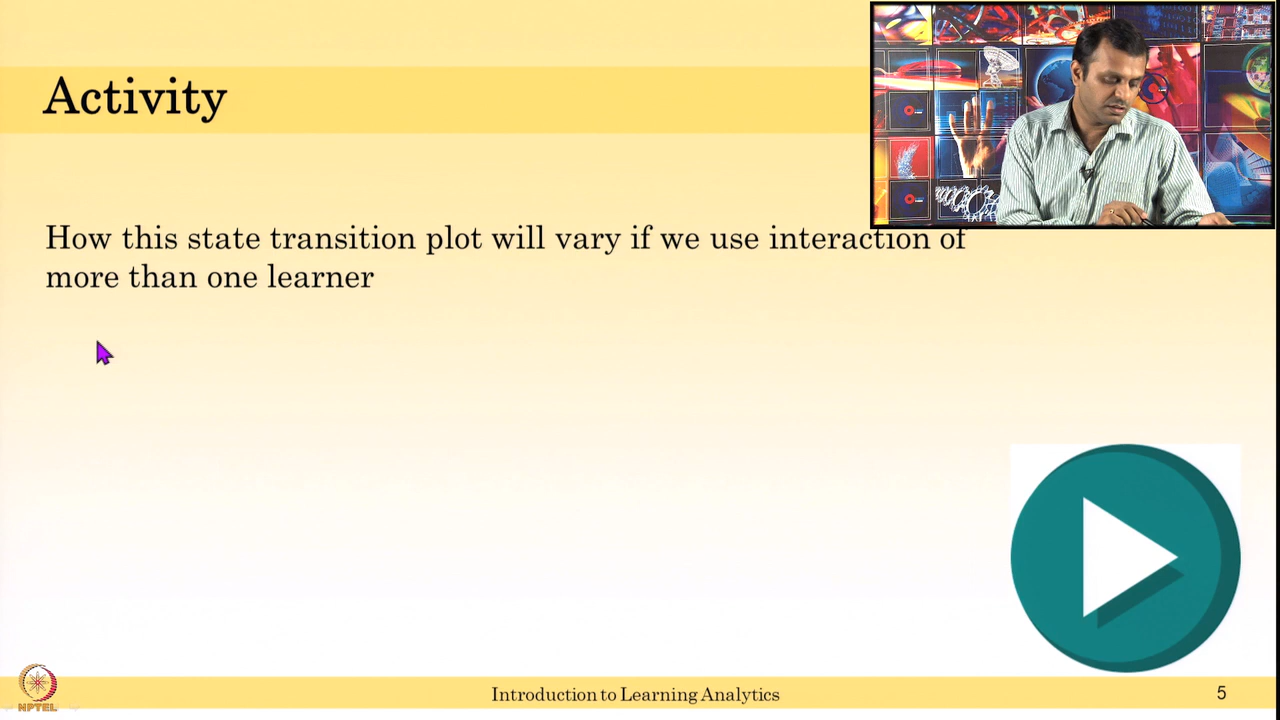 Activity
How this state transition plot will vary if we use interaction of
more than one learner
NPTEL
Introduction to Learning Analytics
5